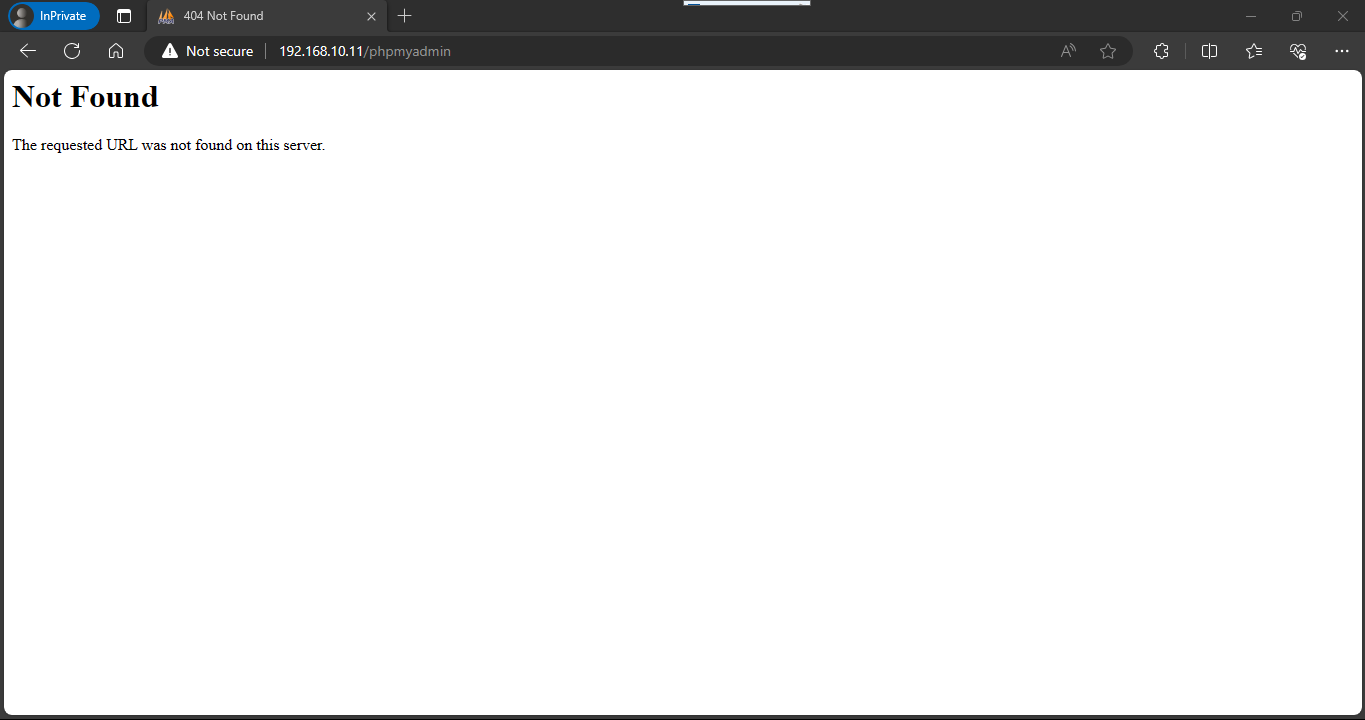 InPrivate
404 Not Found
Not secure
192.168.10.11/phpmyadmin
Not Found
The requested URL was not found on this server.